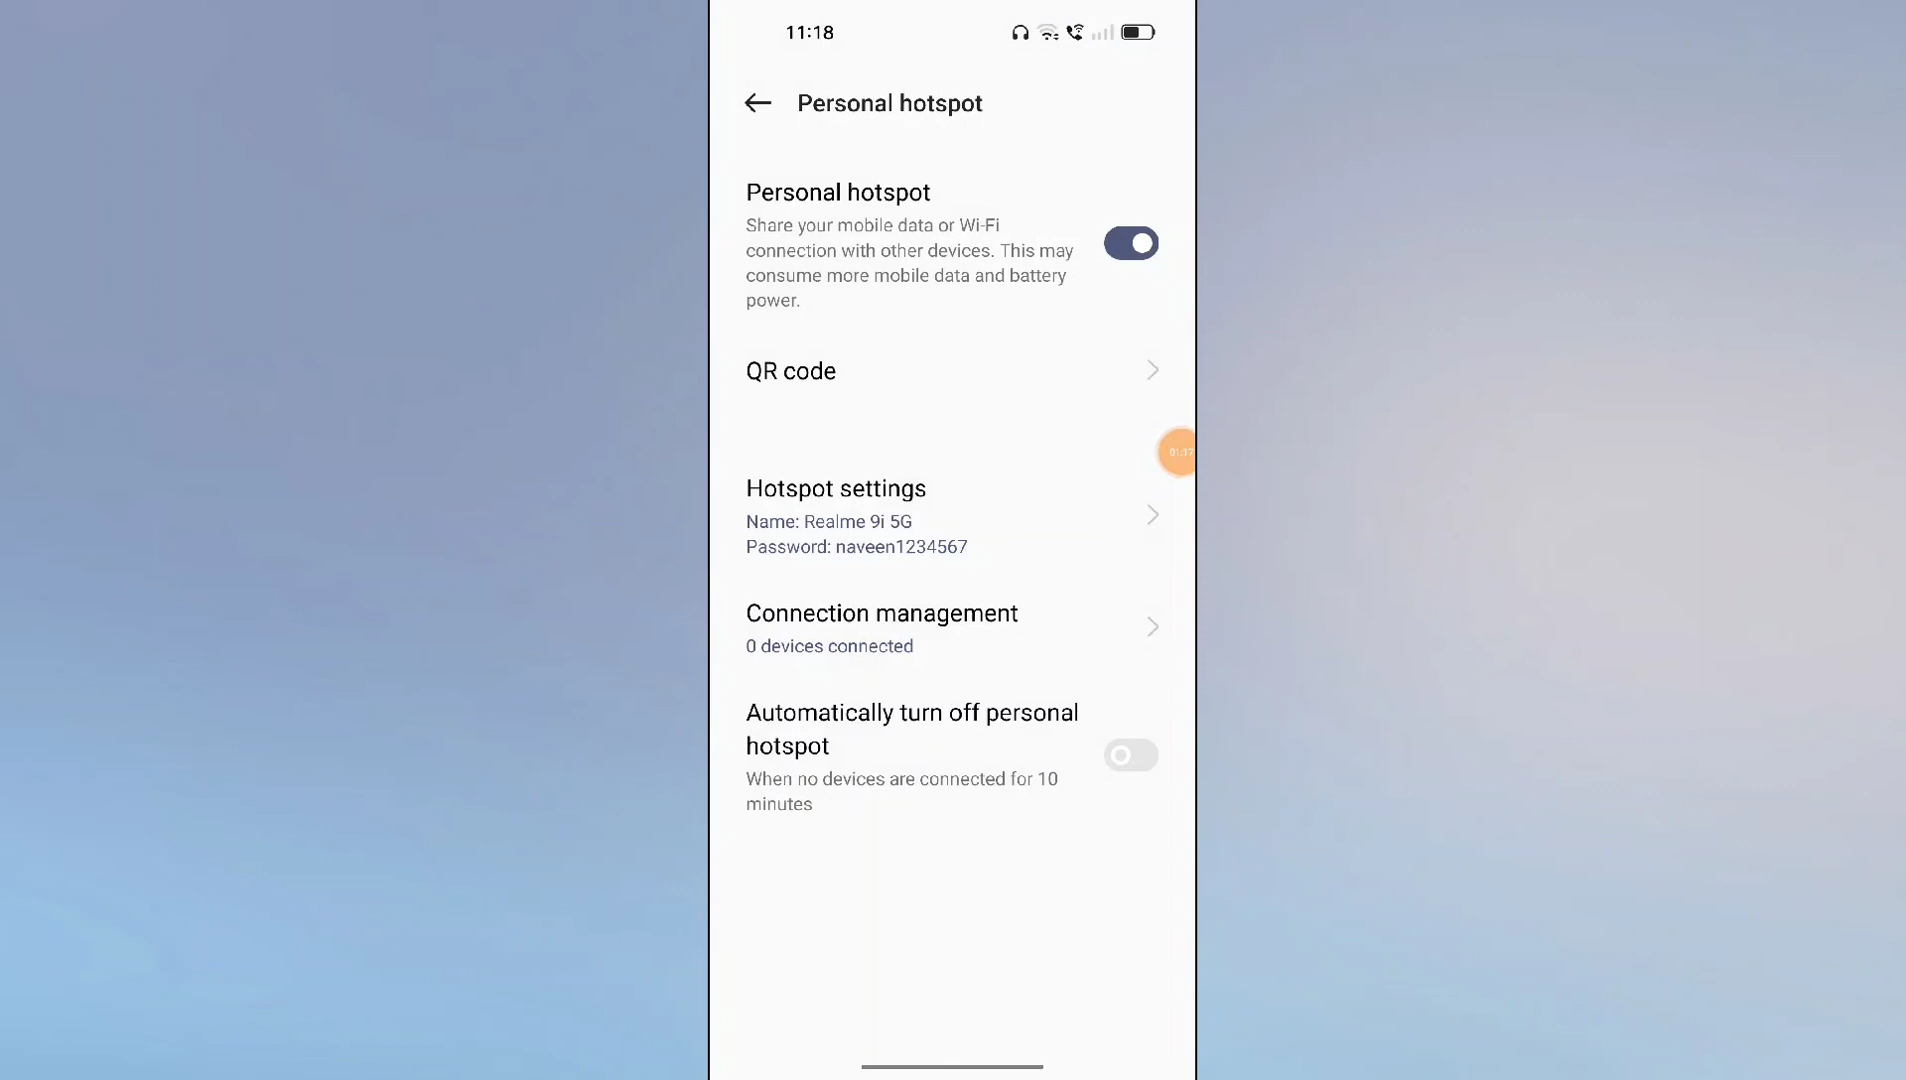 11:18
Personal hotspot
Personal hotspot
Share your mobile data or Wi-Fi
connection with other devices. This may
consume more mobile data and battery
power.
QR code
01:17
Hotspot settings
Name: Realme 9i 5G
Password: naveen1234567
Connection management
0 devices connected
Automatically turn off personal
hotspot
When no devices are connected for 10
minutes